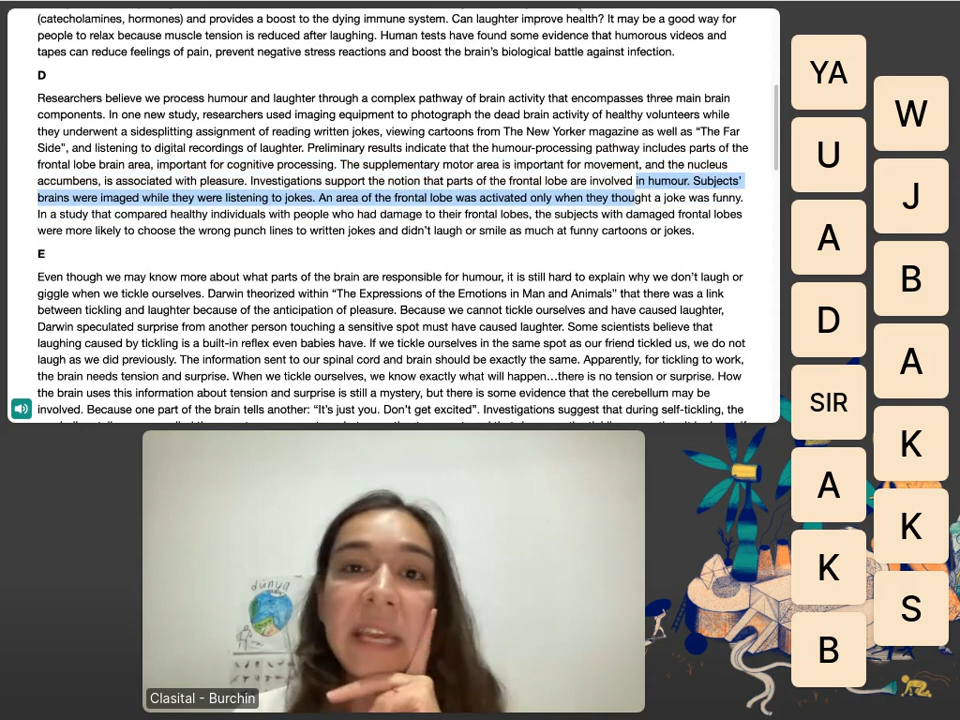 (catecholamines, hormones) and provides a boost to the dying immune system. Can laughter improve health? It may be a good way for
people to relax because muscle tension is reduced after laughing. Human tests have found some evidence that humorous videos and
tapes can reduce feelings of pain, prevent negative stress reactions and boost the brain's biological battle against infection.
D
Researchers believe we process humour and laughter through a complex pathway of brain activity that encompasses three main brain
components. In one new study, researchers used imaging equipment to photograph the dead brain activity of healthy volunteers while
they underwent a sidesplitting assignment of reading written jokes, viewing cartoons from The New Yorker magazine as well as “The Far
Side”, and listening to digital recordings of laughter. Preliminary results indicate that the humour-processing pathway includes parts of the
frontal lobe brain area, important for cognitive processing. The supplementary motor area is important for movement, and the nucleus
accumbens, is associated with pleasure. Investigations support the notion that parts of the frontal lobe are involved in humour. Subjects’
brains were imaged while they were listening to jokes. An area of the frontal lobe was activated only when they thought a joke was funny.
In a study that compared healthy individuals with people who had damage to their frontal lobes, the subjects with damaged frontal lobes
were more likely to choose the wrong punch lines to written jokes and didn’t laugh or smile as much at funny cartoons or jokes.
E
Even though we may know more about what parts of the brain are responsible for humour, it is still hard to explain why we don’t laugh or
giggle when we tickle ourselves. Darwin theorized within “The Expressions of the Emotions in Man and Animals” that there was a link
between tickling and laughter because of the anticipation of pleasure. Because we cannot tickle ourselves and have caused laughter,
Darwin speculated surprise from another person touching a sensitive spot must have caused laughter. Some scientists believe that
laughing caused by tickling is a built-in reflex even babies have. If we tickle ourselves in the same spot as our friend tickled us, we do not
laugh as we did previously. The information sent to our spinal cord and brain should be exactly the same. Apparently, for tickling to work,
the brain needs tension and surprise. When we tickle ourselves, we know exactly what will happen…there is no tension or surprise. How
the brain uses this information about tension and surprise is still a mystery, but there is some evidence that the cerebellum may be
involved. Because one part of the brain tells another: “It’s just you. Don’t get excited”. Investigations suggest that during self-tickling, the
dünya
Clasital - Burchin
YA
U
A
D
SIR
A
K
B
W
J
B
A
K
K
S